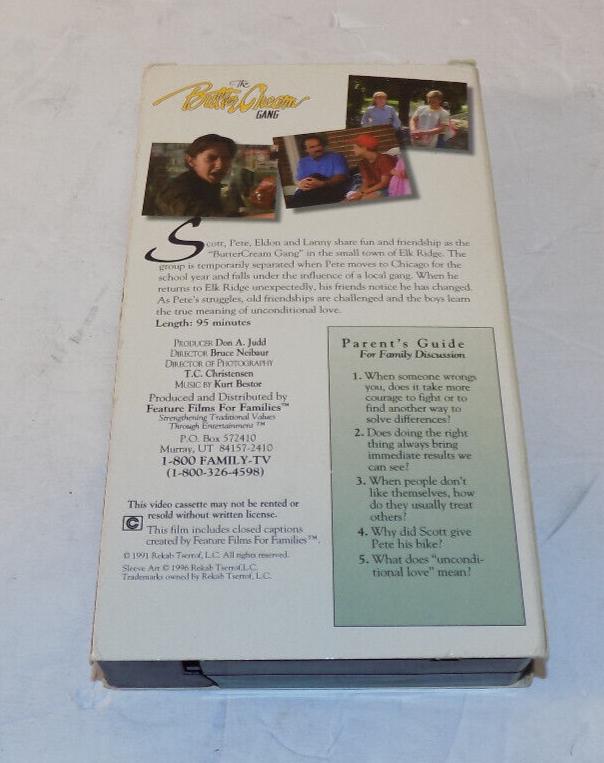 The
ButterCream
GANG
Scott, Pete, Eldon and Lanny share fun and friendship as the
"ButterCream Gang" in the small town of Elk Ridge. The
group is temporarily separated when Pete moves to Chicago for the
school year and falls under the influence of a local gang. When he
returns to Elk Ridge unexpectedly, his friends notice he has changed.
As Pete's struggles, old friendships are challenged and the boys learn
the true meaning of unconditional love.
Length: 95 minutes
PRODUCER Don A. Judd
DIRECTOR Bruce Neibaur
DIRECTOR OF PHOTOGRAPHY
T.C. Christensen
MUSIC BY Kurt Bestor
Produced and Distributed by
Feature Films For Families™
Strengthening Traditional Values
Through Entertainment™
P.O. Box 572410
Murray, UT 84157-2410
1-800 FAMILY-TV
(1-800-326-4598)
This video cassette may not be rented or
resold without written license.
C This film includes closed captions
created by Feature Films For Families™.
© 1991 Rekab Tserrof, L.C. All rights reserved.
Sleeve Art © 1996 Rekab Tserrof,L.C.
Trademarks owned by Rekab Tserrof, L.C.
Parent's Guide
For Family Discussion
1. When someone wrongs
you, does it take more
courage to fight or to
find another way to
solve differences?
2. Does doing the right
thing always bring
immediate results we
can see?
3. When people don't
like themselves, how
do they usually treat
others?
4. Why did Scott give
Pete his bike?
5. What does "uncondi-
tional love" mean?